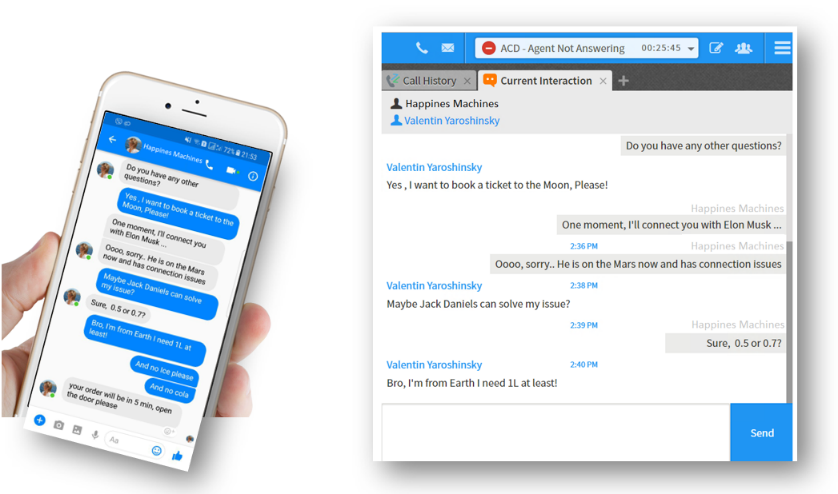 72% 21:53
Happines Machines
Do you have any other
questions?
Yes , I want to book a ticket to the
Moon, Please!
One moment, I'll connect you
with Elon Musk ...
Oooo, sorry.. He is on the Mars
now and has connection issues
Maybe Jack Daniels can solve
my issue?
Sure, 0.5 or 0.7?
Bro, I'm from Earth I need 1L at
least!
And no ice please
And no cola
your order will be in 5 min, open
the door please
Aa
ACD - Agent Not Answering 00:25:45
Call History × Current Interaction × +
Happines Machines
Valentin Yaroshinsky
Do you have any other questions?
Valentin Yaroshinsky
Yes , I want to book a ticket to the Moon, Please!
Happines Machines
One moment, I'll connect you with Elon Musk ...
2:36 PM Happines Machines
Oooo, sorry.. He is on the Mars now and has connection issues
Valentin Yaroshinsky 2:38 PM
Maybe Jack Daniels can solve my issue?
2:39 PM Happines Machines
Sure, 0.5 or 0.7?
Valentin Yaroshinsky 2:40 PM
Bro, I'm from Earth I need 1L at least!
Send